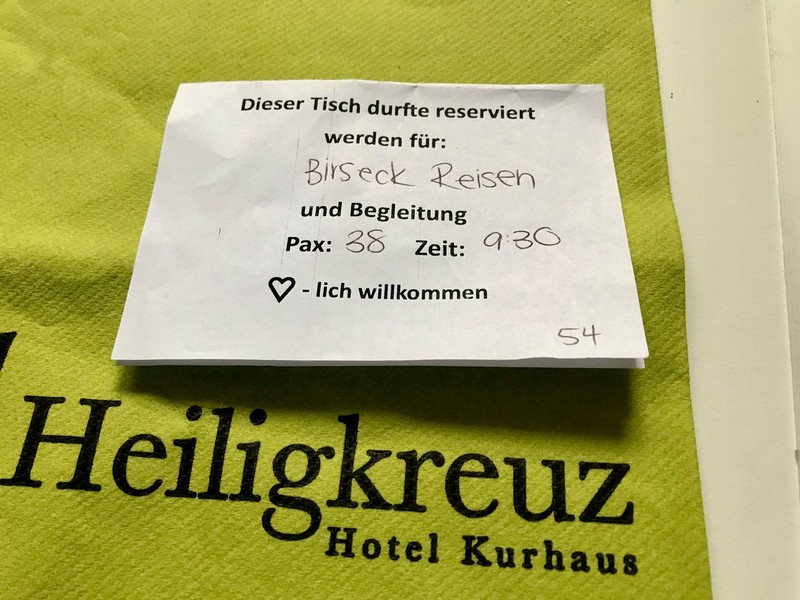 Dieser Tisch durfte reserviert
werden für:
Birseck Reisen
und Begleitung
Pax: 38 Zeit: 9:30
♡ - lich willkommen
54
Heiligkreuz
Hotel Kurhaus